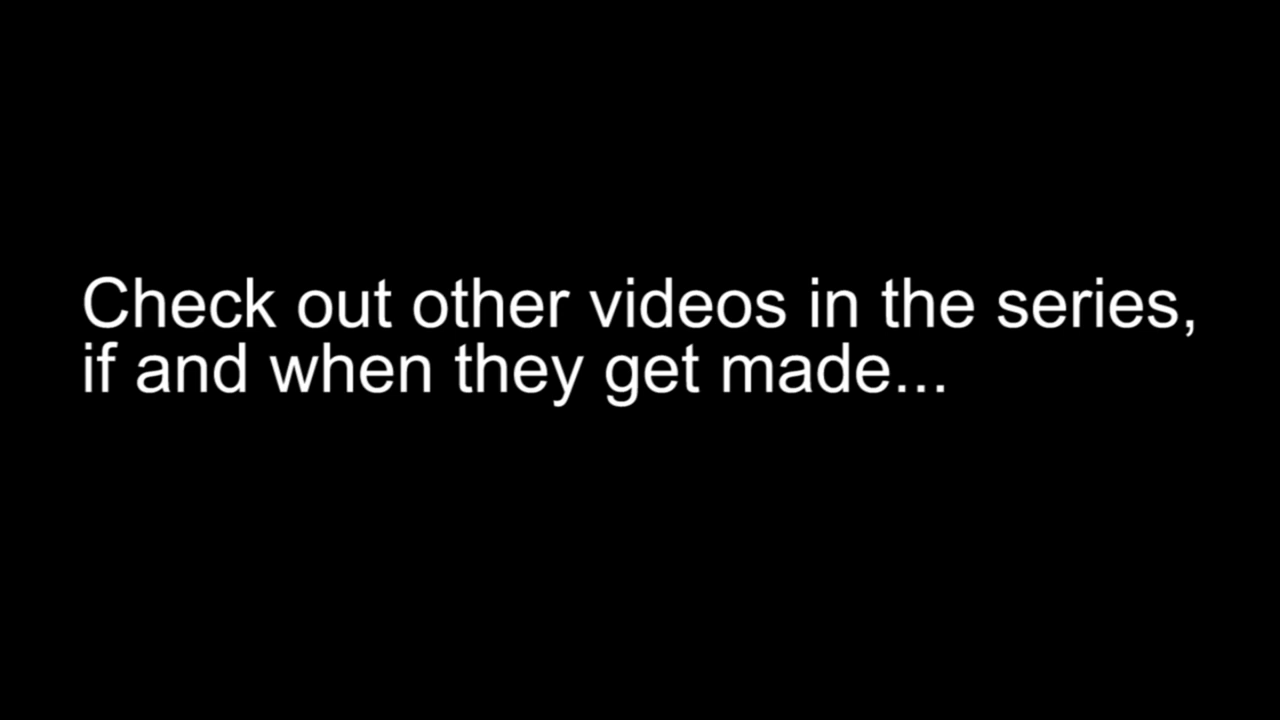 Check out other videos in the series,
if and when they get made...